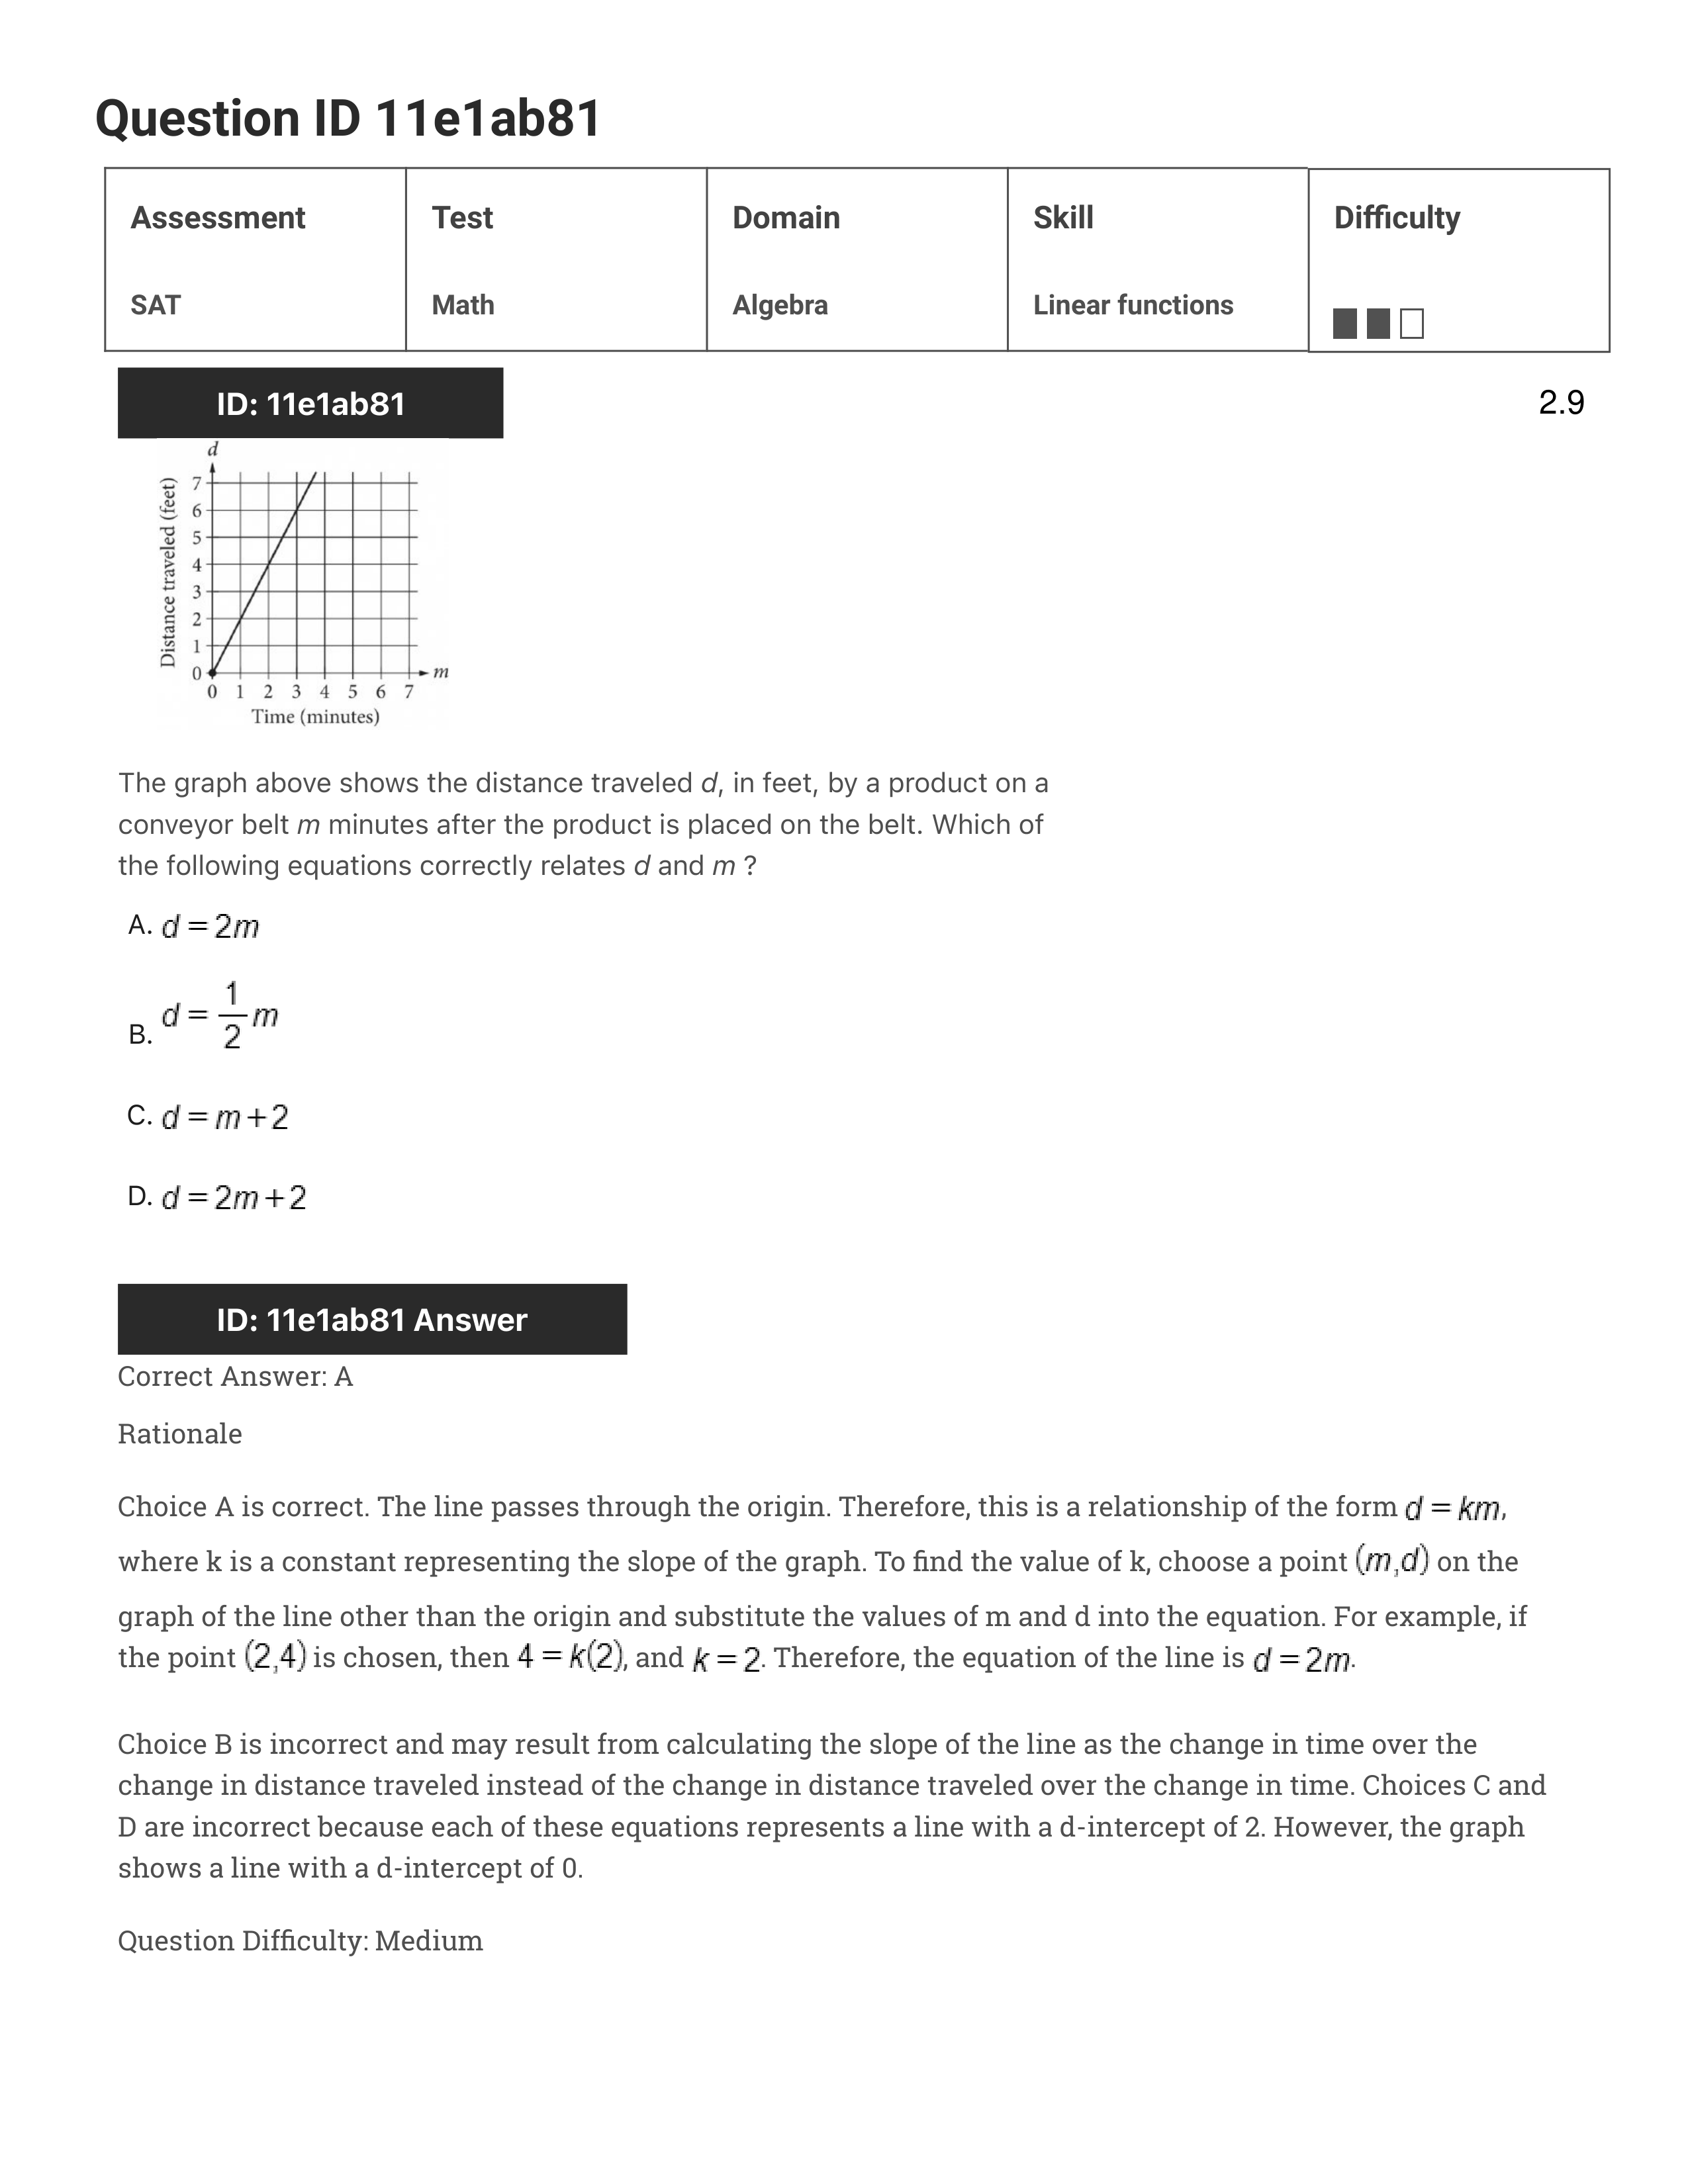 Question ID 11e1ab81
Assessment Test Domain Skill Difficulty
SAT Math Algebra Linear functions
ID: 11e1ab81 2.9
d
Distance traveled (feet)
7
6
5
4
3
2
1
0
m
0 1 2 3 4 5 6 7
Time (minutes)
The graph above shows the distance traveled d, in feet, by a product on a
conveyor belt m minutes after the product is placed on the belt. Which of
the following equations correctly relates d and m ?
A. d = 2m
B. d = 1/2 m
C. d = m + 2
D. d = 2m + 2
ID: 11e1ab81 Answer
Correct Answer: A
Rationale
Choice A is correct. The line passes through the origin. Therefore, this is a relationship of the form d = km,
where k is a constant representing the slope of the graph. To find the value of k, choose a point (m,d) on the
graph of the line other than the origin and substitute the values of m and d into the equation. For example, if
the point (2,4) is chosen, then 4 = k(2), and k = 2. Therefore, the equation of the line is d = 2m.
Choice B is incorrect and may result from calculating the slope of the line as the change in time over the
change in distance traveled instead of the change in distance traveled over the change in time. Choices C and
D are incorrect because each of these equations represents a line with a d-intercept of 2. However, the graph
shows a line with a d-intercept of 0.
Question Difficulty: Medium